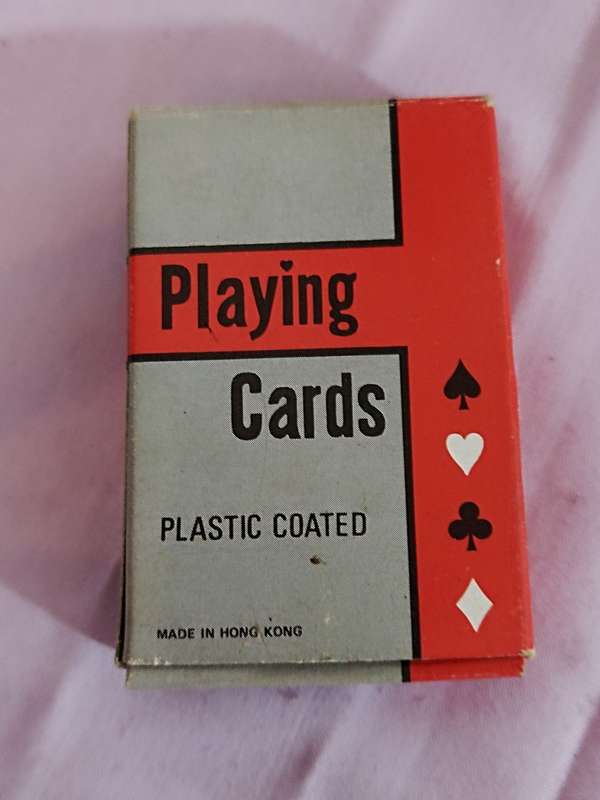 Playing
Cards
PLASTIC COATED
MADE IN HONG KONG